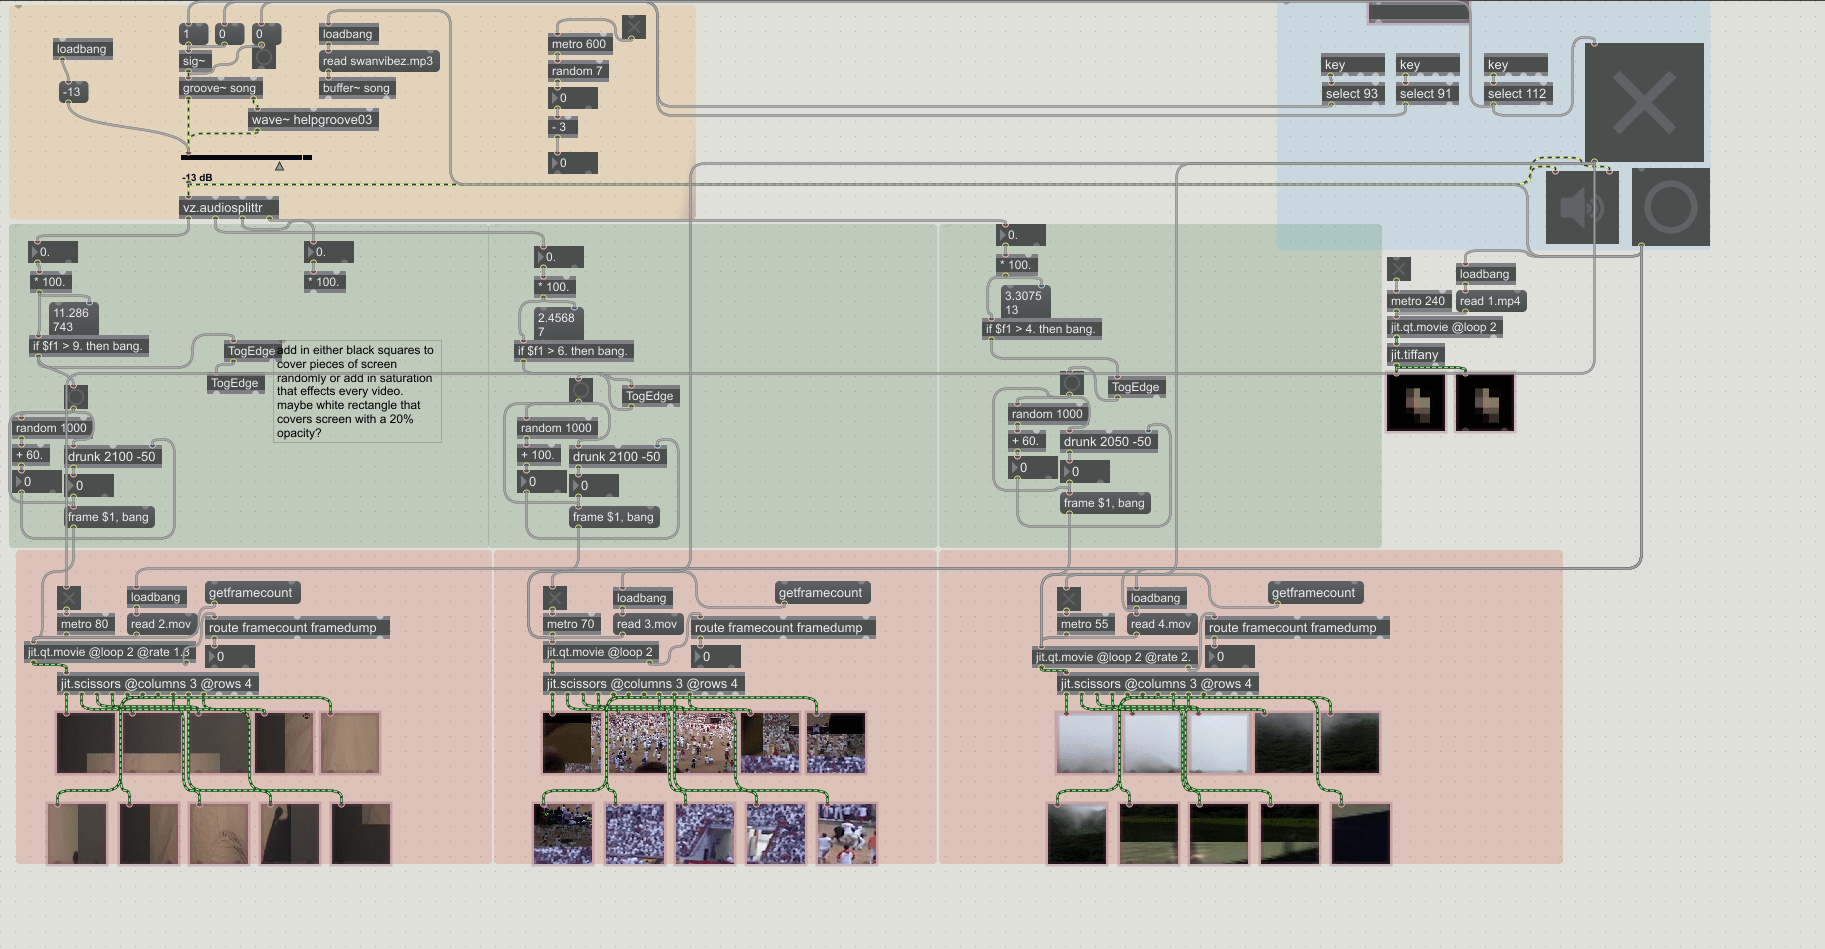 loadbang
-13
1
0
0
sig~
groove~ song
wave~ helpgroove03
-13 dB
vz.audiosplittr
loadbang
read swanvibez.mp3
buffer~ song
metro 600
random 7
0
- 3
0
key
key
key
select 93
select 91
select 112
0.
* 100.
11.286
743
if $f1 > 9. then bang.
0.
* 100.
TogEdge
TogEdge
add in either black squares to
cover pieces of screen
randomly or add in saturation
that effects every video.
maybe white rectangle that
covers screen with a 20%
opacity?
random 1000
+ 60.
0
drunk 2100 -50
0
frame $1, bang
0.
* 100.
2.4568
7
if $f1 > 6. then bang.
TogEdge
random 1000
+ 100.
0
drunk 2100 -50
0
frame $1, bang
0.
* 100.
3.3075
13
if $f1 > 4. then bang.
TogEdge
random 1000
+ 60.
0
drunk 2050 -50
0
frame $1, bang
loadbang
metro 240
read 1.mp4
jit.qt.movie @loop 2
jit.tiffany
loadbang
getframecount
metro 80
read 2.mov
route framecount framedump
jit.qt.movie @loop 2 @rate 1.3
0
jit.scissors @columns 3 @rows 4
loadbang
getframecount
metro 70
read 3.mov
route framecount framedump
jit.qt.movie @loop 2
0
jit.scissors @columns 3 @rows 4
loadbang
getframecount
metro 55
read 4.mov
route framecount framedump
jit.qt.movie @loop 2 @rate 2.
0
jit.scissors @columns 3 @rows 4